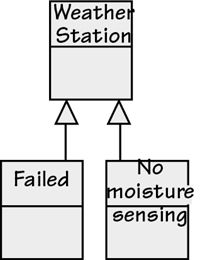 Weather
Station
Failed
No
moisture
sensing